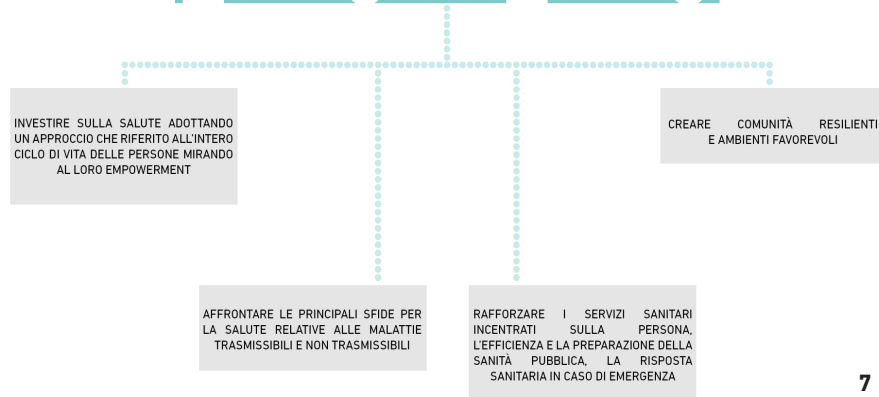 INVESTIRE SULLA SALUTE ADOTTANDO
UN APPROCCIO CHE RIFERITO ALL'INTERO
CICLO DI VITA DELLE PERSONE MIRANDO
AL LORO EMPOWERMENT
AFFRONTARE LE PRINCIPALI SFIDE PER
LA SALUTE RELATIVE ALLE MALATTIE
TRASMISSIBILI E NON TRASMISSIBILI
RAFFORZARE I SERVIZI SANITARI
INCENTRATI SULLA PERSONA,
L'EFFICIENZA E LA PREPARAZIONE DELLA
SANITÀ PUBBLICA, LA RISPOSTA
SANITARIA IN CASO DI EMERGENZA
CREARE COMUNITÀ RESILIENTI
E AMBIENTI FAVOREVOLI
7